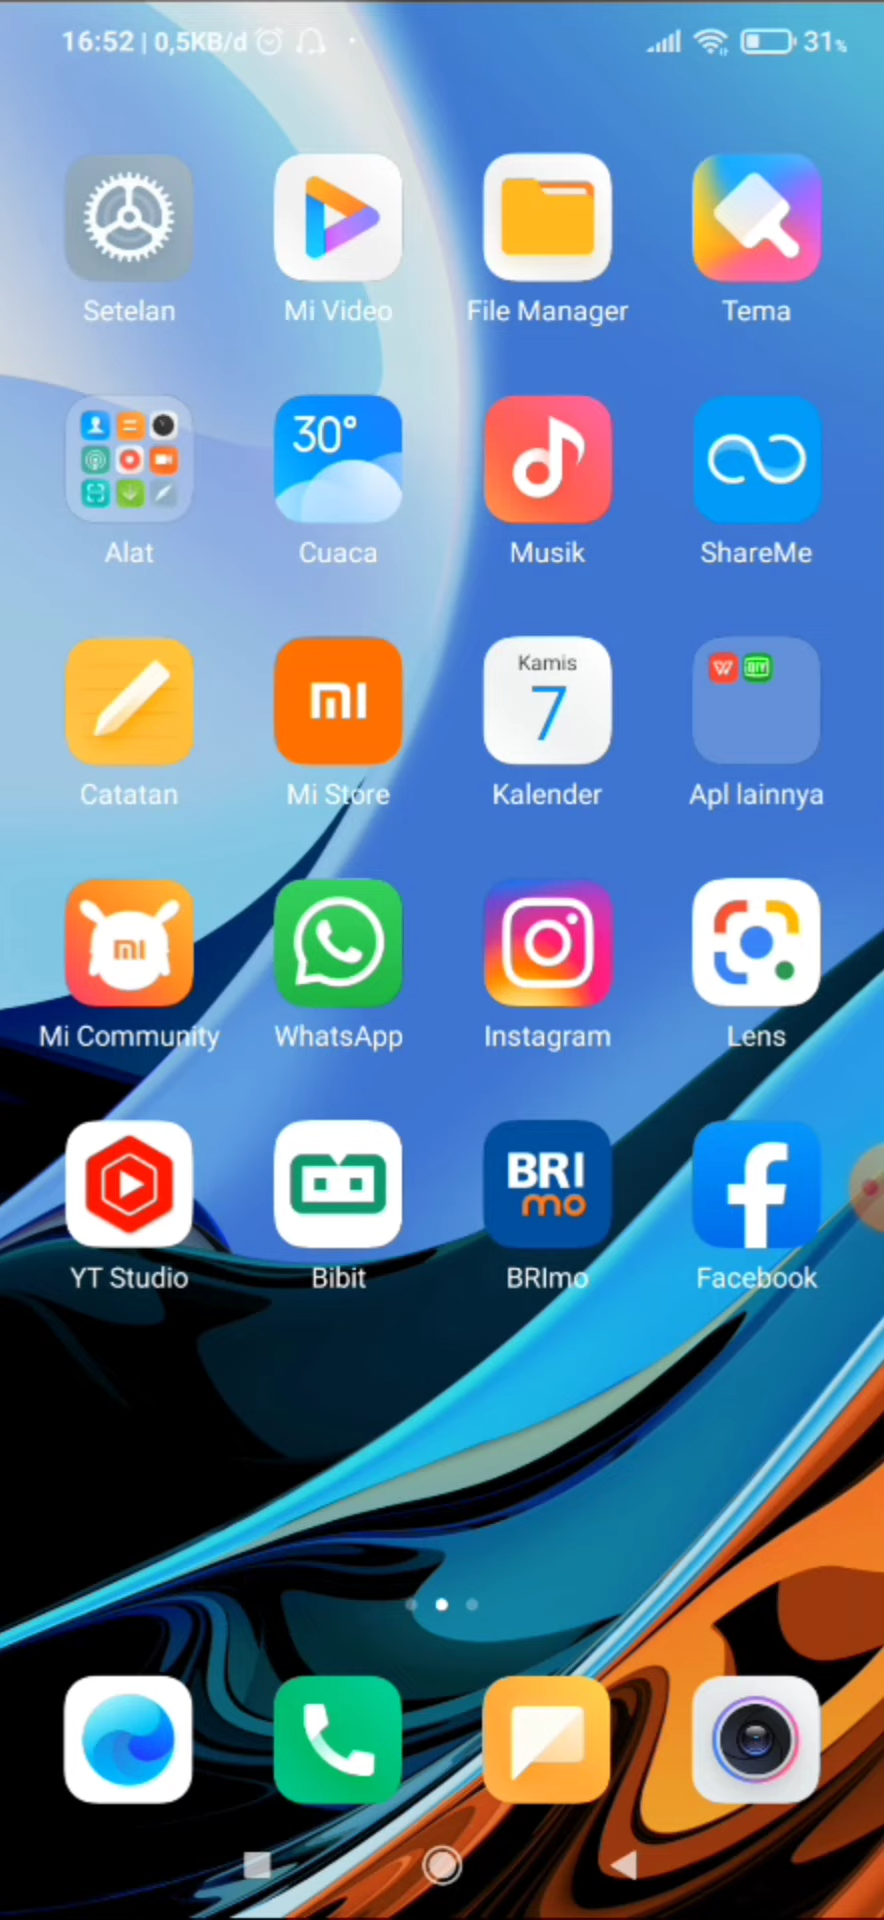 16:52 | 0,5KB/d
31%
Setelan
Mi Video
File Manager
Tema
30°
Alat
Cuaca
Musik
ShareMe
Kamis
7
Catatan
Mi Store
Kalender
Apl lainnya
Mi Community
WhatsApp
Instagram
Lens
BRI
mo
YT Studio
Bibit
BRImo
Facebook